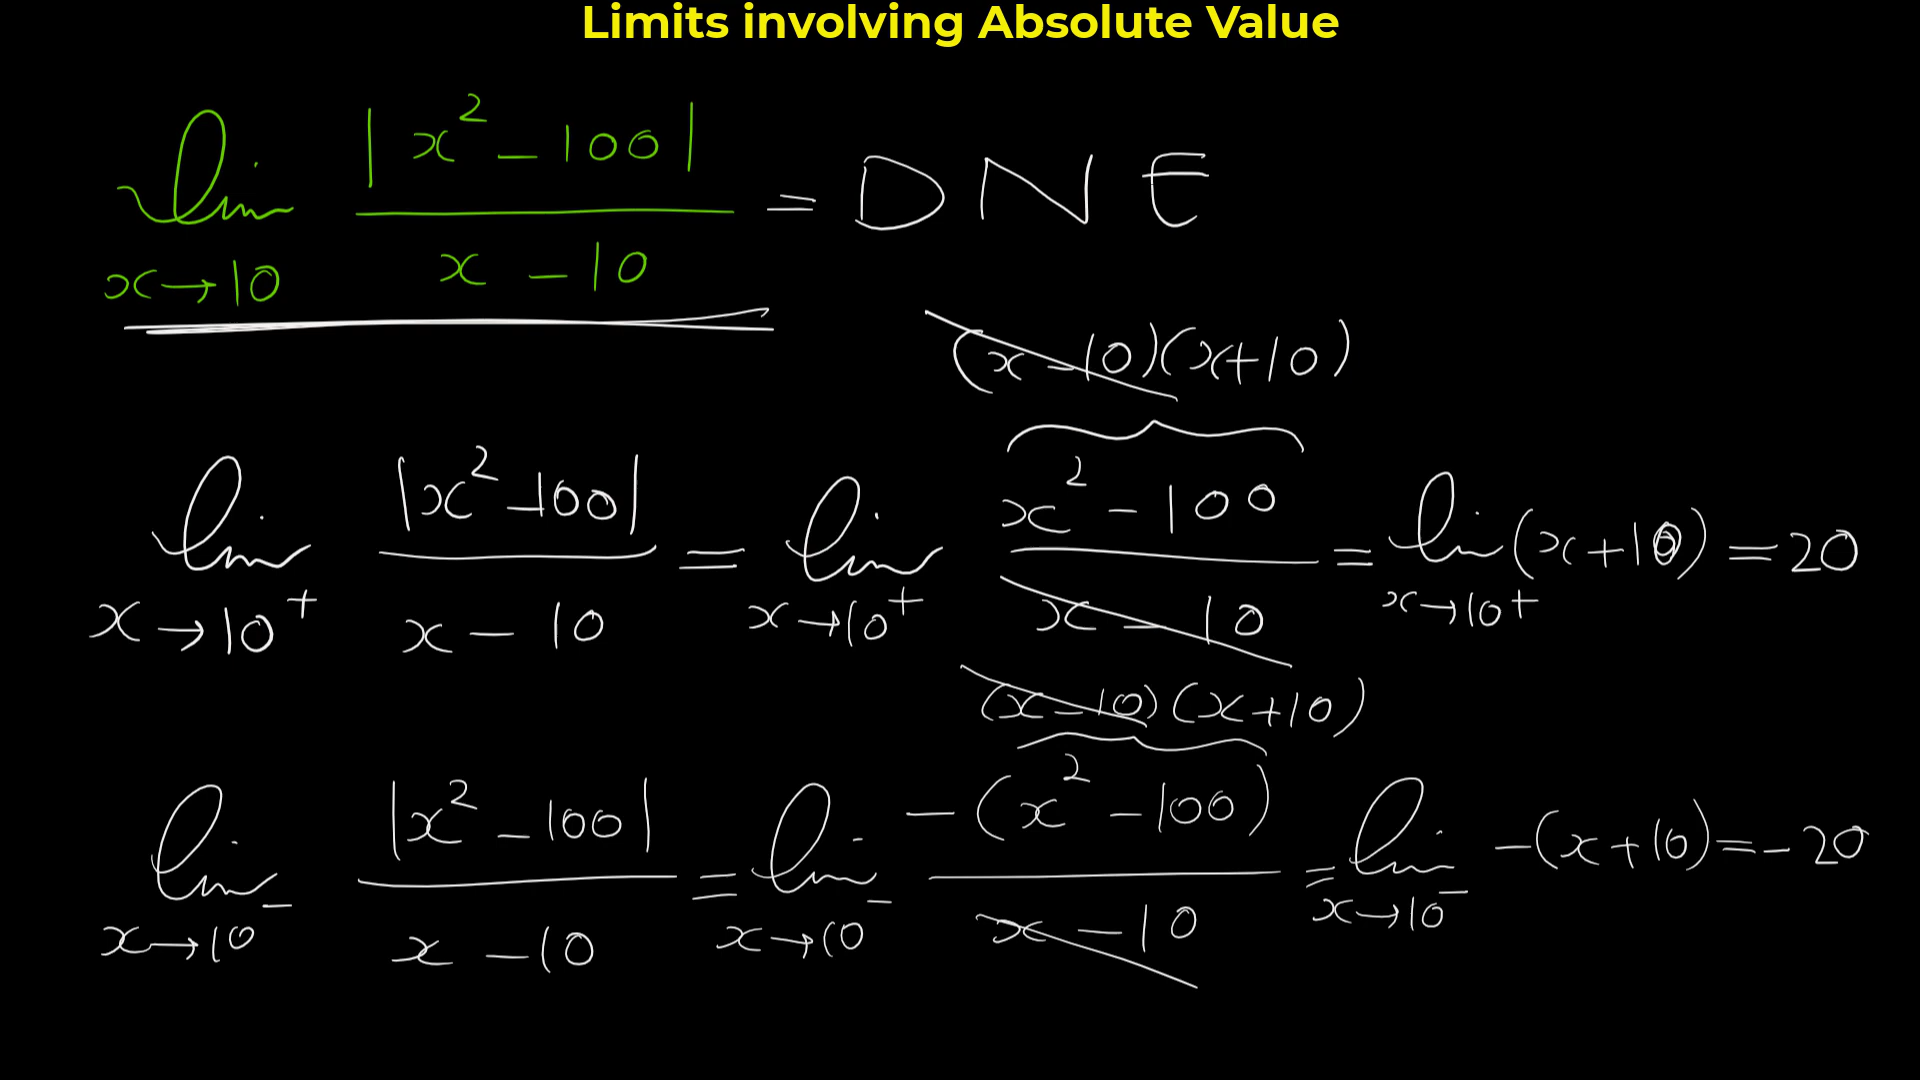 Limits involving Absolute Value
lim x→10 |x² - 100| / x - 10 = DNE
(x - 10)(x + 10)
lim x→10⁺ |x² - 100| / x - 10 = lim x→10⁺ x² - 100 / x - 10 = lim x→10⁺ (x + 10) = 20
(x - 10)(x + 10)
lim x→10⁻ |x² - 100| / x - 10 = lim x→10⁻ -(x² - 100) / x - 10 = lim x→10⁻ -(x + 10) = -20